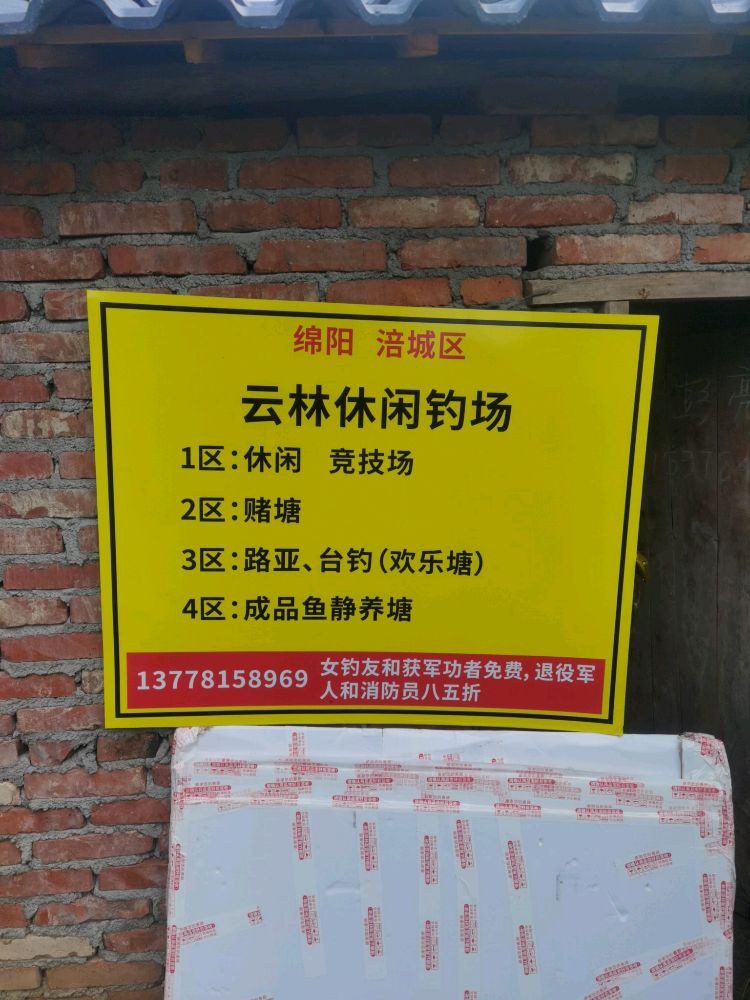 绵阳 涪城区
云林休闲钓场
1区：休闲 竞技场
2区：赌塘
3区：路亚、台钓（欢乐塘）
4区：成品鱼静养塘
13778158969
女钓友和获军功者免费，退役军
人和消防员八五折